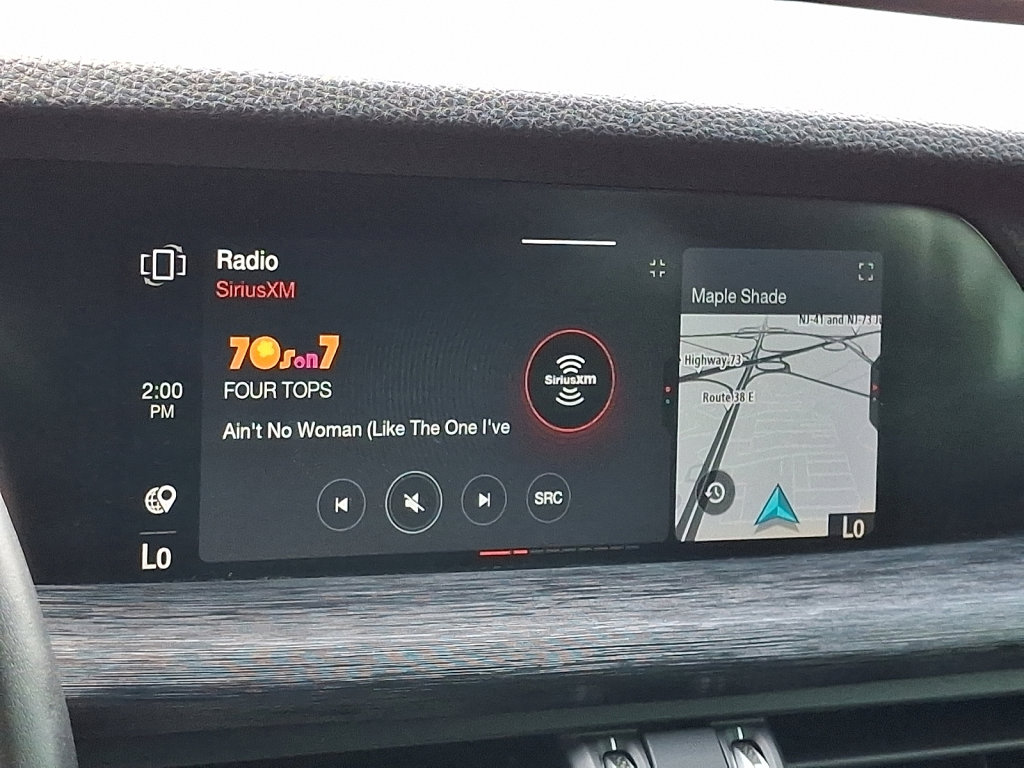 Radio
SiriusXM
70s on 7
FOUR TOPS
Ain't No Woman (Like The One I've
SiriusXM
SRC
2:00
PM
Lo
Maple Shade
NJ-41 and NJ-73 J
Highway 73
Route 38 E
Lo